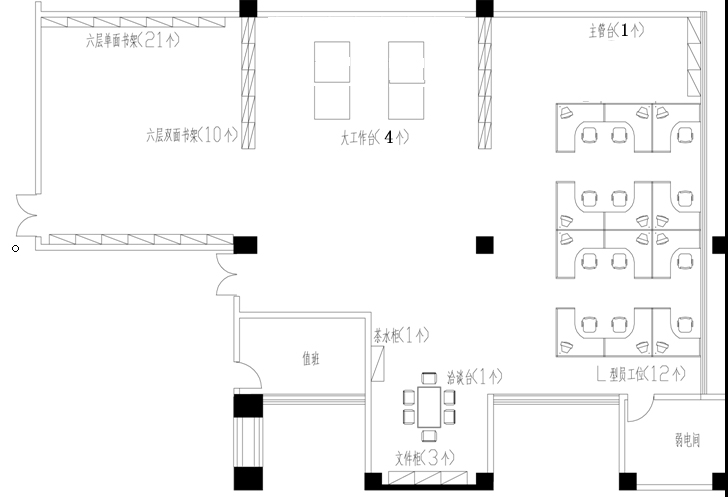 六层单面书架(21个)
主管台(1个)
六层双面书架(10个)
大工作台(4个)
茶水柜(1个)
值班
洽谈台(1个)
L型员工位(12个)
弱电间
文件柜(3个)